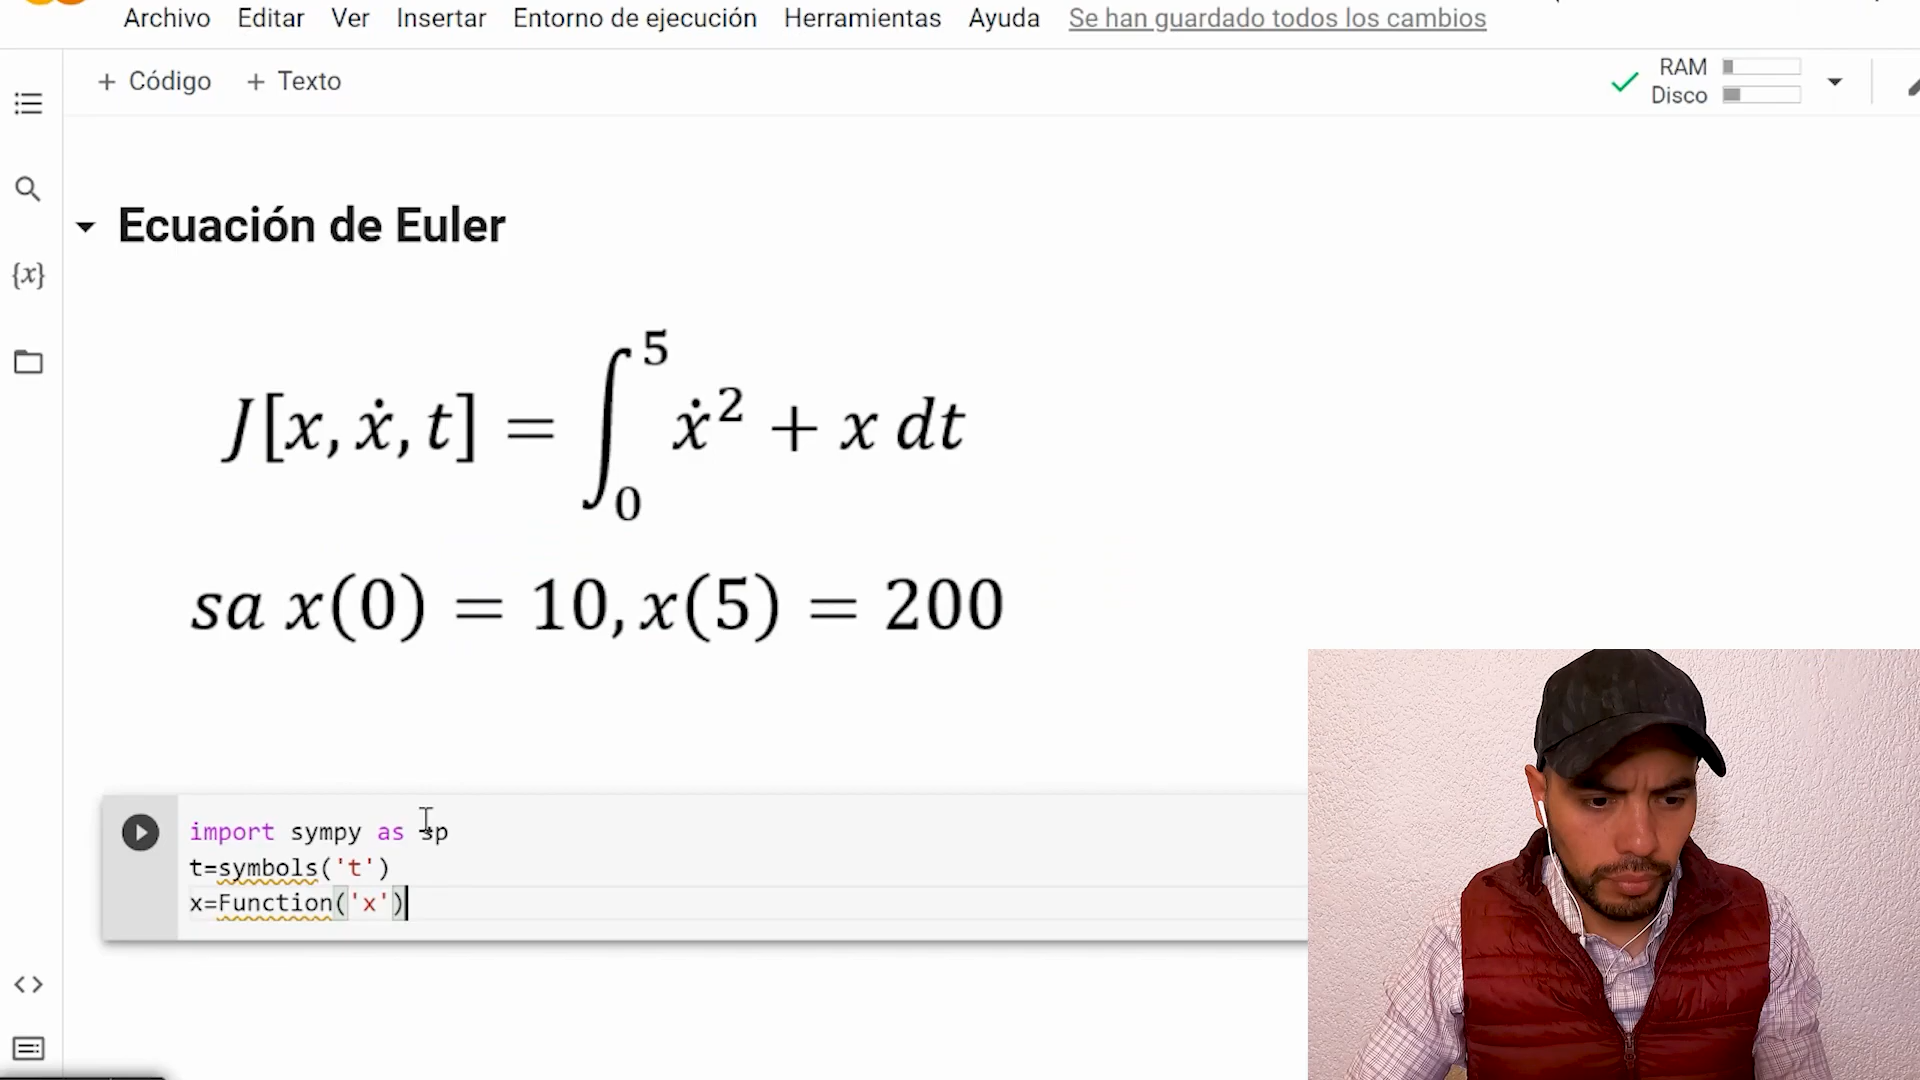 Archivo Editar Ver Insertar Entorno de ejecución Herramientas Ayuda Se han guardado todos los cambios
+ Código + Texto
RAM
Disco
{x}
Ecuación de Euler
J[x, ẋ, t] = ∫₀⁵ ẋ² + x dt
sa x(0) = 10, x(5) = 200
import sympy as sp
t=symbols('t')
x=Function('x')